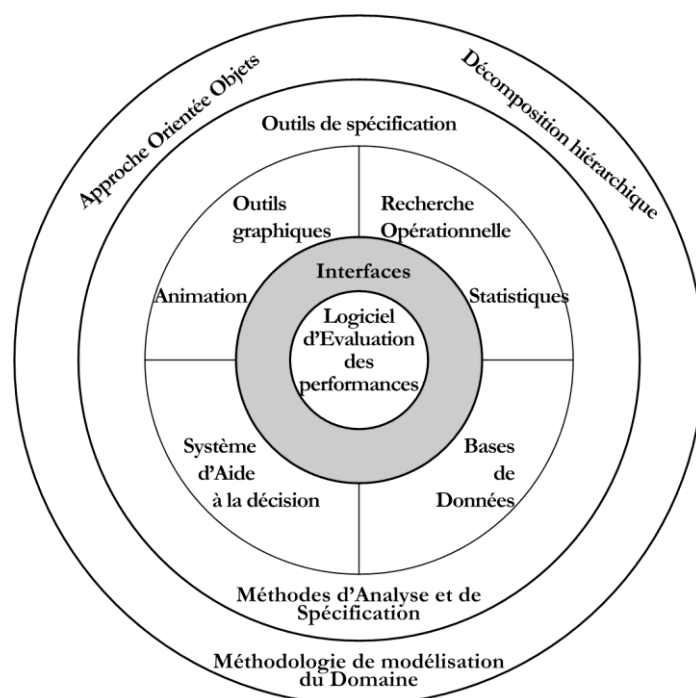 Approche Orientée Objets
Décomposition hiérarchique
Outils de spécification
Outils
graphiques
Recherche
Opérationnelle
Animation
Interfaces
Statistiques
Logiciel
d'Evaluation
des
performances
Système
d'Aide
à la décision
Bases
de
Données
Méthodes d'Analyse et de
Spécification
Méthodologie de modélisation
du Domaine